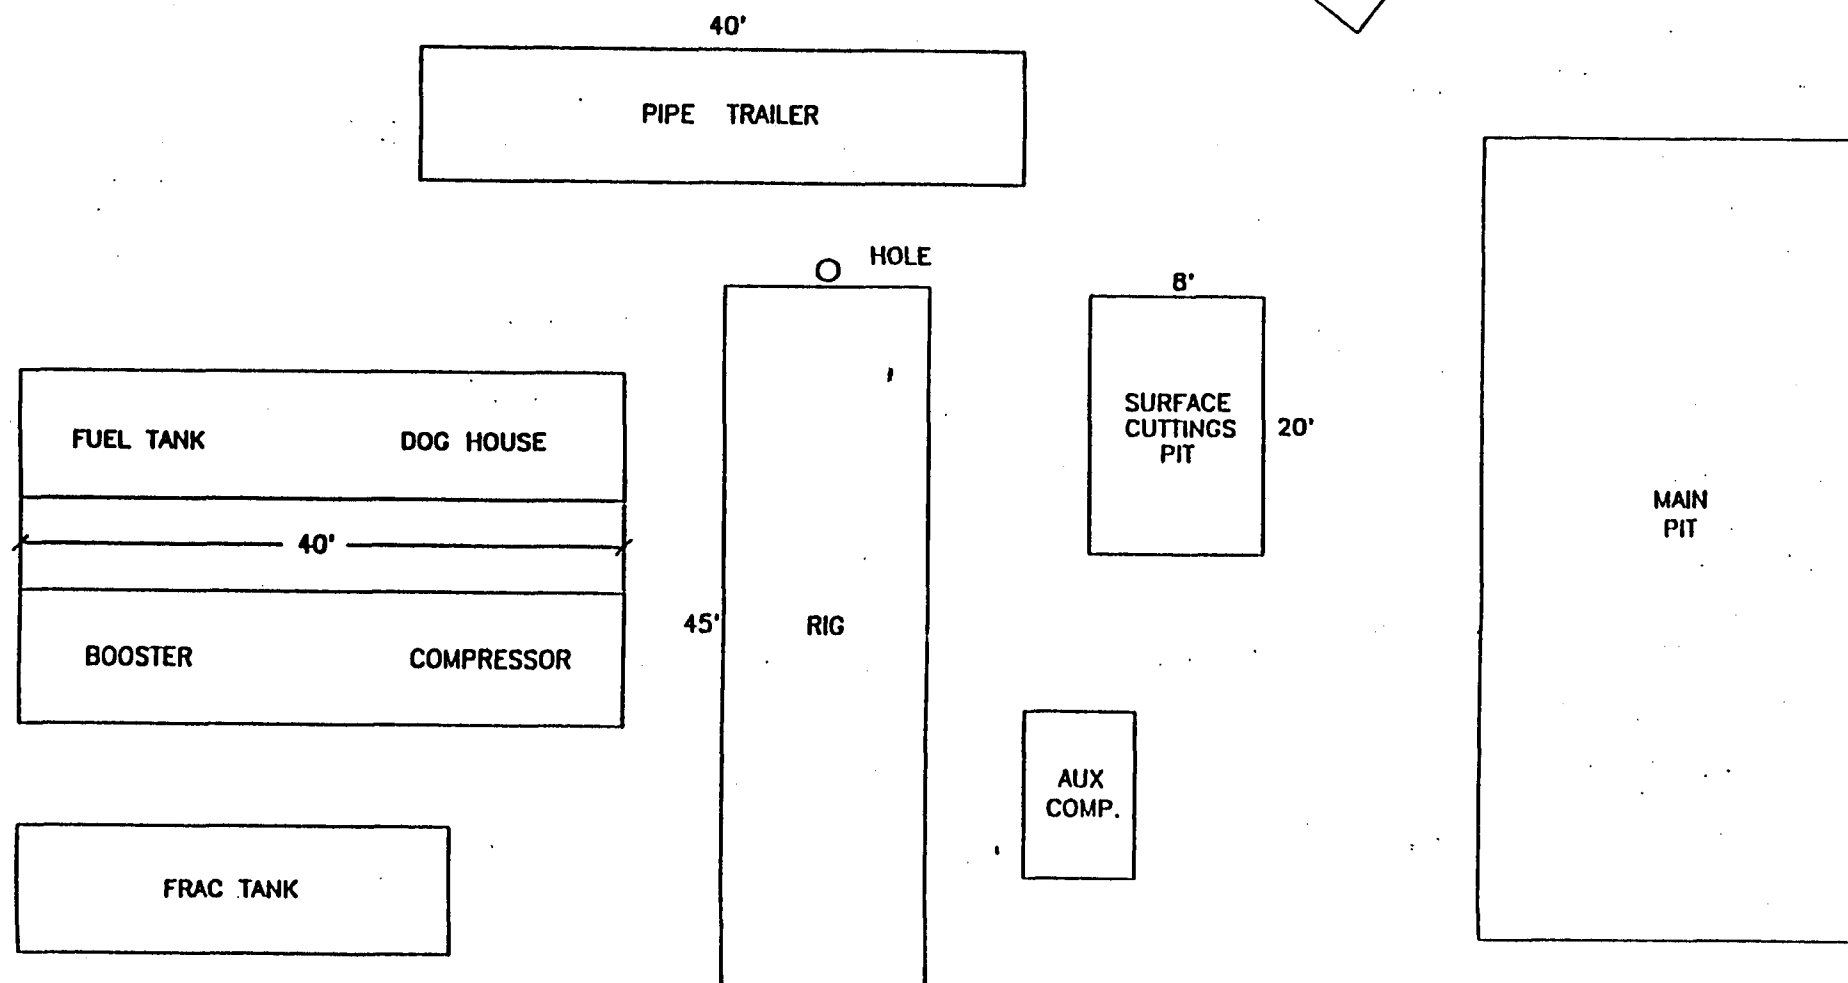 40'
PIPE TRAILER
HOLE
8'
SURFACE
CUTTINGS
PIT
20'
FUEL TANK
DOG HOUSE
40'
MAIN
PIT
45'
RIG
BOOSTER
COMPRESSOR
AUX
COMP.
FRAC TANK